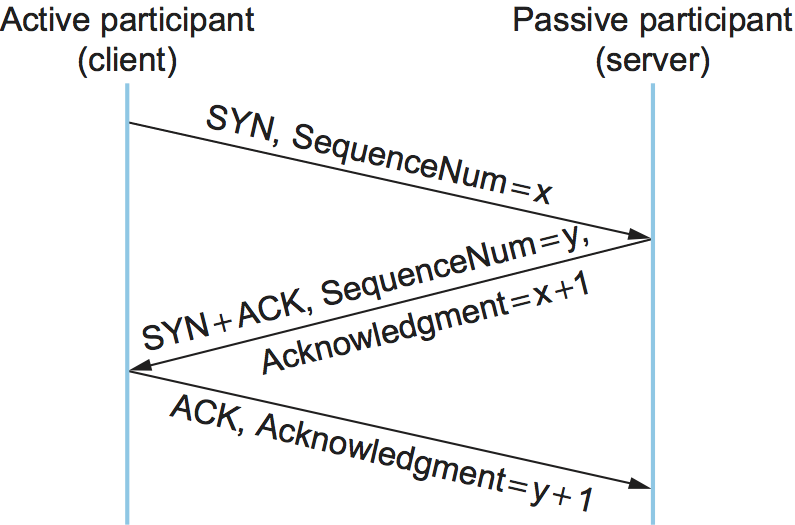 Active participant
(client)
Passive participant
(server)
SYN, SequenceNum=x
SYN+ACK, SequenceNum=y,
Acknowledgment=x+1
ACK, Acknowledgment=y+1